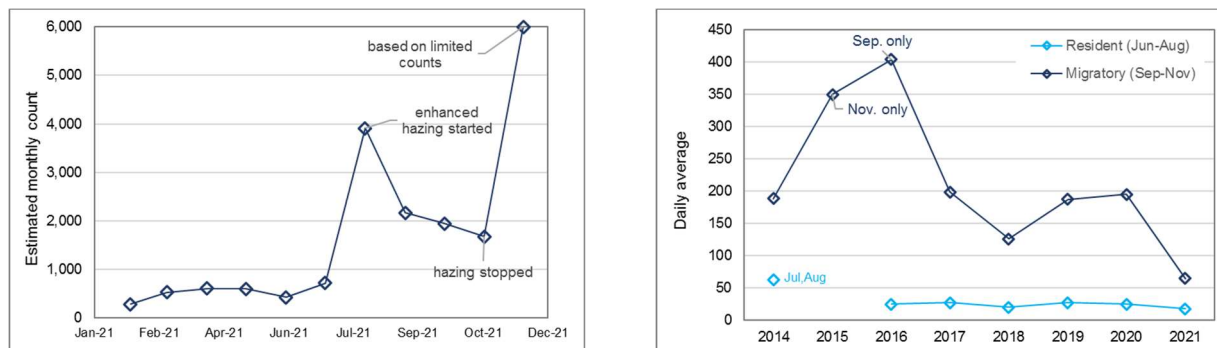 Estimated monthly count
6,000
5,000
4,000
3,000
2,000
1,000
0
based on limited
counts
enhanced
hazing started
hazing stopped
Jan-21 Feb-21 Apr-21 Jun-21 Jul-21 Sep-21 Oct-21 Dec-21
Daily average
450
400
350
300
250
200
150
100
50
0
Sep. only
Nov. only
Resident (Jun-Aug)
Migratory (Sep-Nov)
Jul,Aug
2014 2015 2016 2017 2018 2019 2020 2021